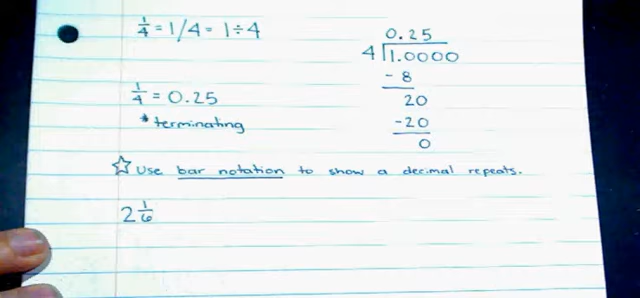 1/4 = 1/4 = 1÷4
0.25
4 1.0000
- 8
20
-20
0
1/4 = 0.25
* terminating
☆ Use bar notation to show a decimal repeats.
2 1/6